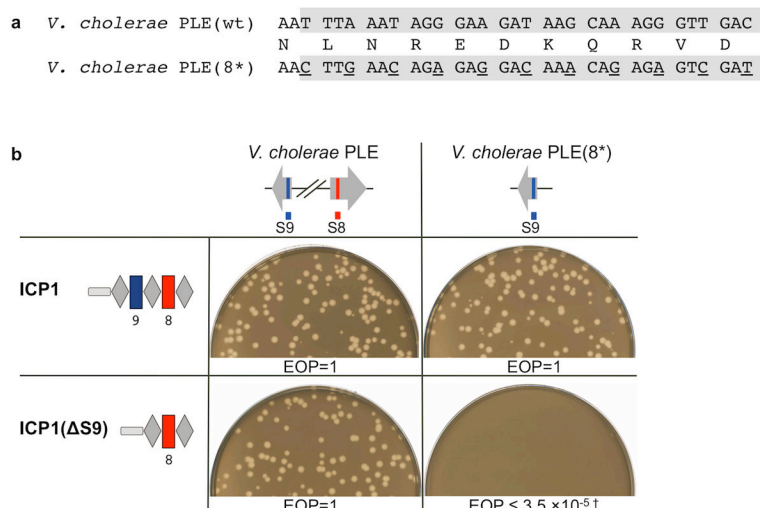 a V. cholerae PLE(wt) AAT TTA AAT AGG GAA GAT AAG CAA AGG GTT GAC
N L N R E D K Q R V D
V. cholerae PLE(8*) AAC TTG AAC AGA GAG GAC AAA CAG AGA GTC GAT
b
V. cholerae PLE V. cholerae PLE(8*)
S9 S8 S9
ICP1
9 8
EOP=1 EOP=1
ICP1(ΔS9)
8
EOP=1 EOP ≤ 3.5 ×10⁻⁵ †